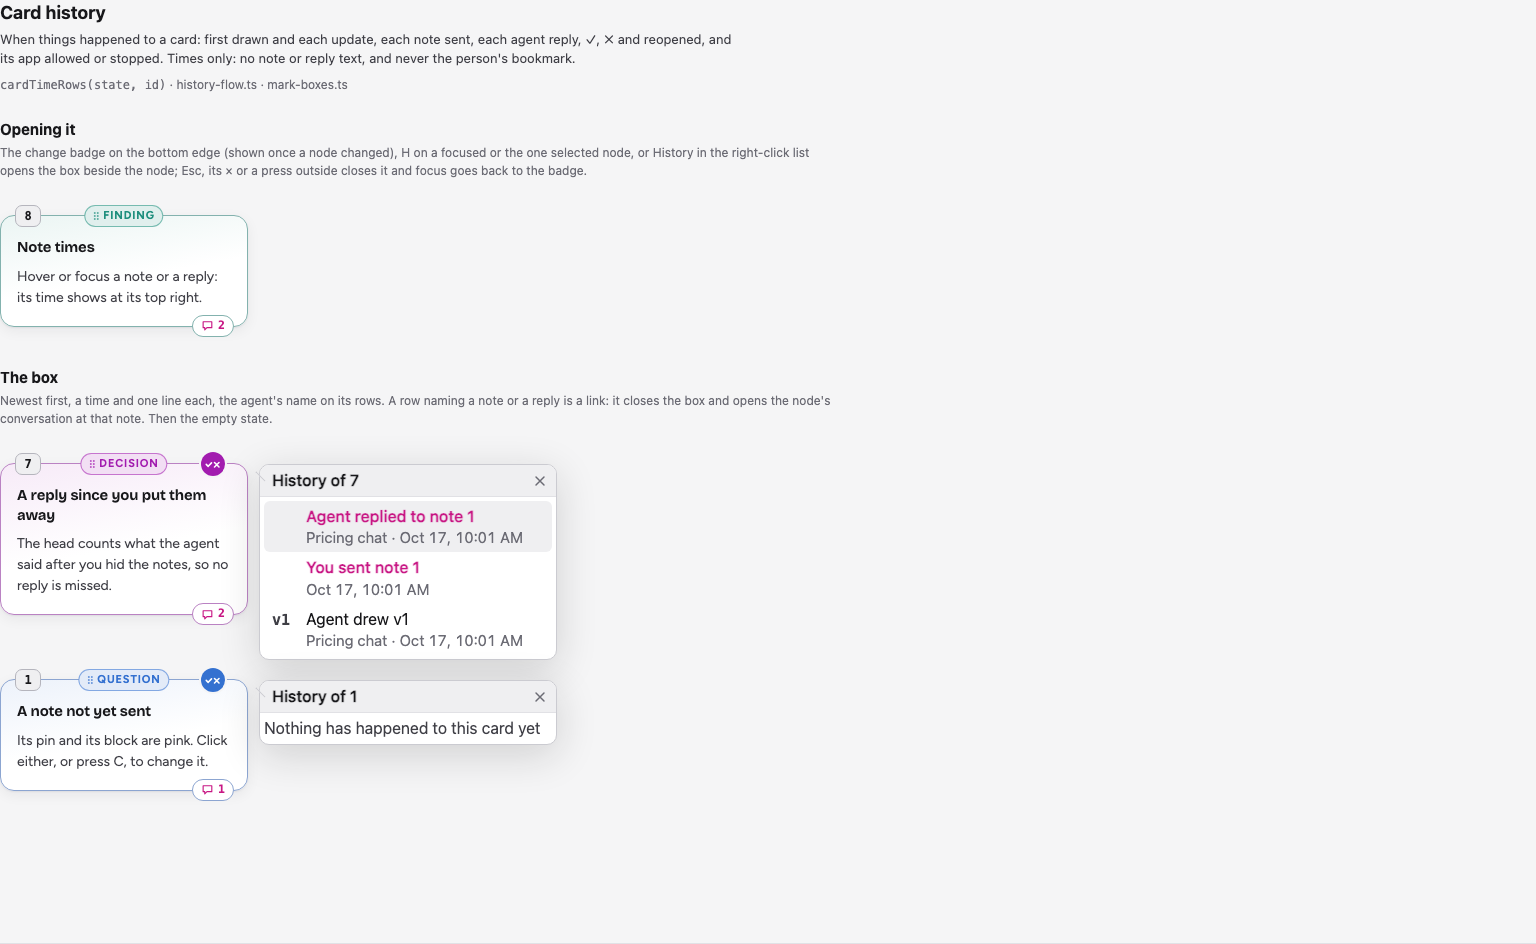 Card history
When things happened to a card: first drawn and each update, each note sent, each agent reply, ✓, ✕ and reopened, and
its app allowed or stopped. Times only: no note or reply text, and never the person's bookmark.
cardTimeRows(state, id) · history-flow.ts · mark-boxes.ts
Opening it
The change badge on the bottom edge (shown once a node changed), H on a focused or the one selected node, or History in the right-click list
opens the box beside the node; Esc, its × or a press outside closes it and focus goes back to the badge.
8
FINDING
Note times
Hover or focus a note or a reply:
its time shows at its top right.
2
The box
Newest first, a time and one line each, the agent's name on its rows. A row naming a note or a reply is a link: it closes the box and opens the node's
conversation at that note. Then the empty state.
7
DECISION
A reply since you put them
away
The head counts what the agent
said after you hid the notes, so no
reply is missed.
2
History of 7
Agent replied to note 1
Pricing chat · Oct 17, 10:01 AM
You sent note 1
Oct 17, 10:01 AM
v1 Agent drew v1
Pricing chat · Oct 17, 10:01 AM
1
QUESTION
A note not yet sent
Its pin and its block are pink. Click
either, or press C, to change it.
1
History of 1
Nothing has happened to this card yet